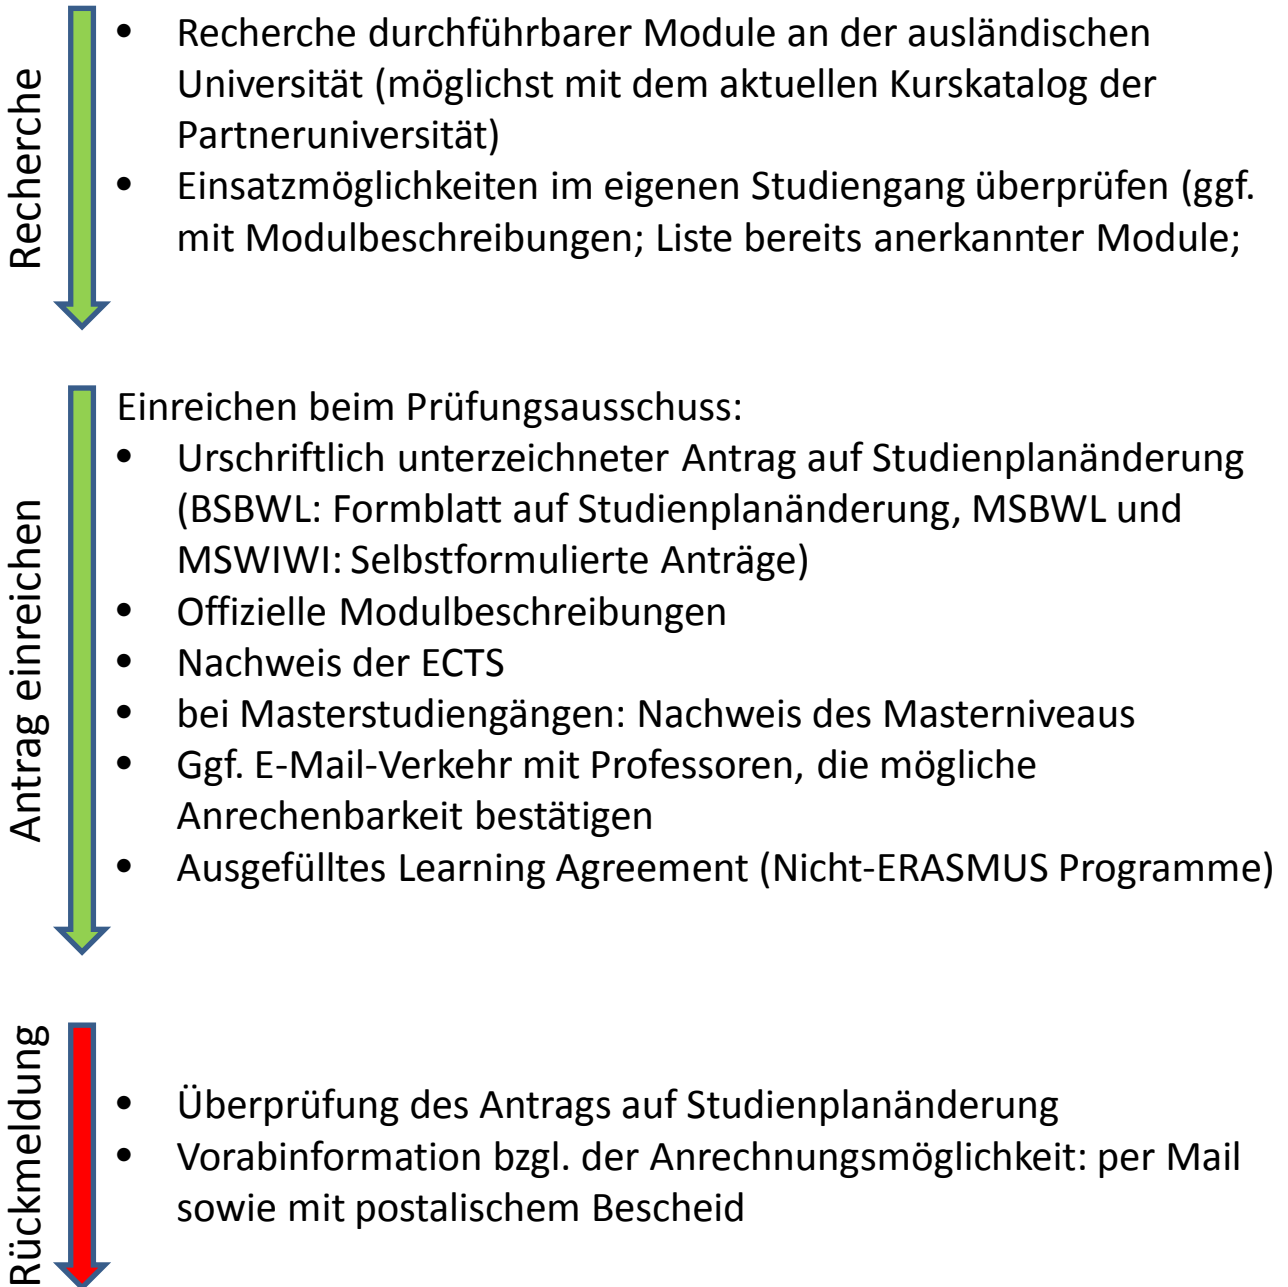 Recherche
• Recherche durchführbarer Module an der ausländischen
Universität (möglichst mit dem aktuellen Kurskatalog der
Partneruniversität)
• Einsatzmöglichkeiten im eigenen Studiengang überprüfen (ggf.
mit Modulbeschreibungen; Liste bereits anerkannter Module;
Antrag einreichen
Einreichen beim Prüfungsausschuss:
• Urschriftlich unterzeichneter Antrag auf Studienplanänderung
(BSBWL: Formblatt auf Studienplanänderung, MSBWL und
MSWIWI: Selbstformulierte Anträge)
• Offizielle Modulbeschreibungen
• Nachweis der ECTS
• bei Masterstudiengängen: Nachweis des Masterniveaus
• Ggf. E-Mail-Verkehr mit Professoren, die mögliche
Anrechenbarkeit bestätigen
• Ausgefülltes Learning Agreement (Nicht-ERASMUS Programme)
Rückmeldung
• Überprüfung des Antrags auf Studienplanänderung
• Vorabinformation bzgl. der Anrechnungsmöglichkeit: per Mail
sowie mit postalischem Bescheid